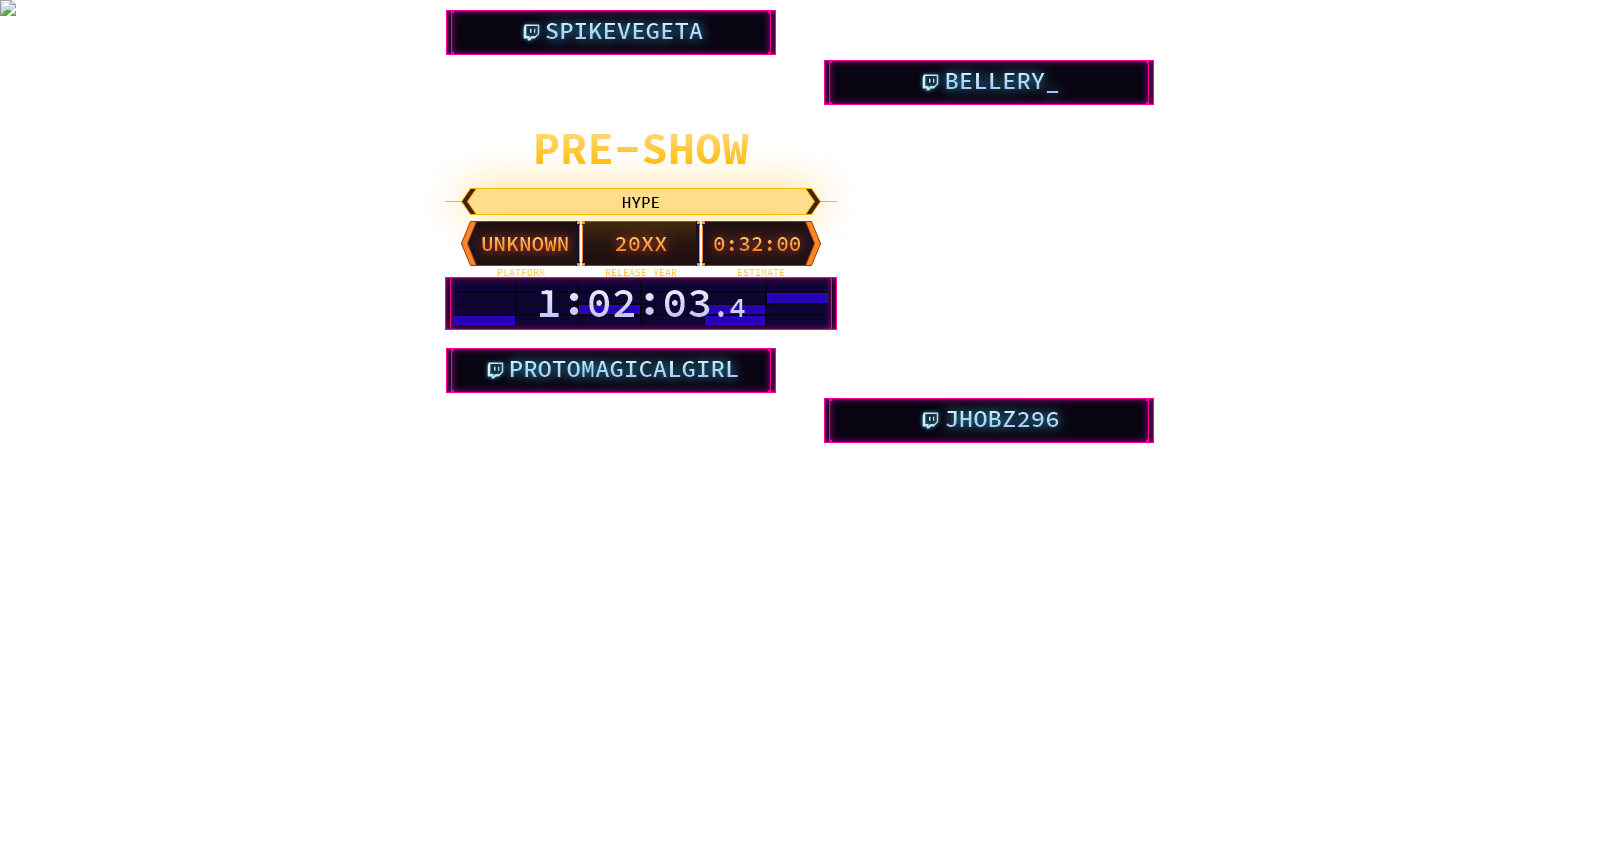 SPIKEVEGETA
BELLERY_
PRE-SHOW
HYPE
UNKNOWN 20XX 0:32:00
PLATFORM RELEASE YEAR ESTIMATE
1:02:03.4
PROTOMAGICALGIRL
JHOBZ296